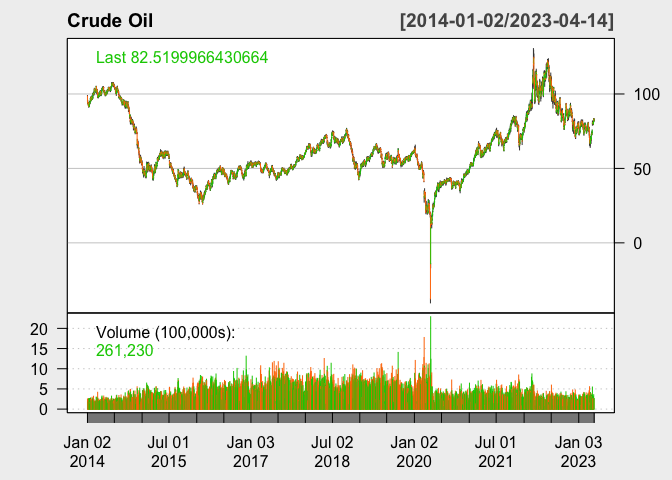 Crude Oil [2014-01-02/2023-04-14]
Last 82.5199966430664
100
50
0
Volume (100,000s):
261,230
20
15
10
5
0
Jan 02 Jul 01 Jan 03 Jul 02 Jan 02 Jul 01 Jan 03
2014 2015 2017 2018 2020 2021 2023